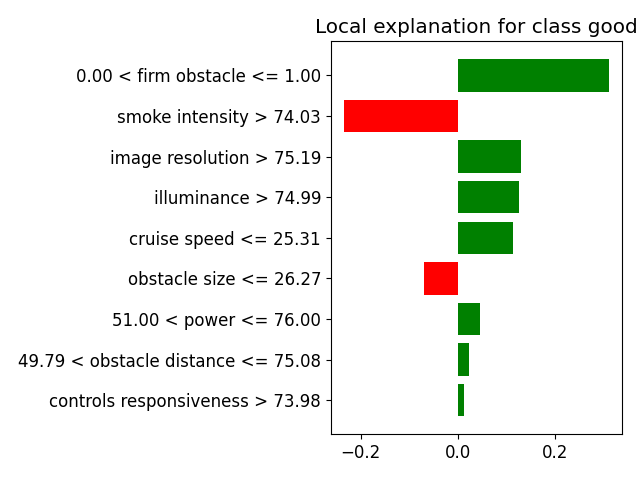 Local explanation for class good
0.00 < firm obstacle <= 1.00
smoke intensity > 74.03
image resolution > 75.19
illuminance > 74.99
cruise speed <= 25.31
obstacle size <= 26.27
51.00 < power <= 76.00
49.79 < obstacle distance <= 75.08
controls responsiveness > 73.98
−0.2 0.0 0.2